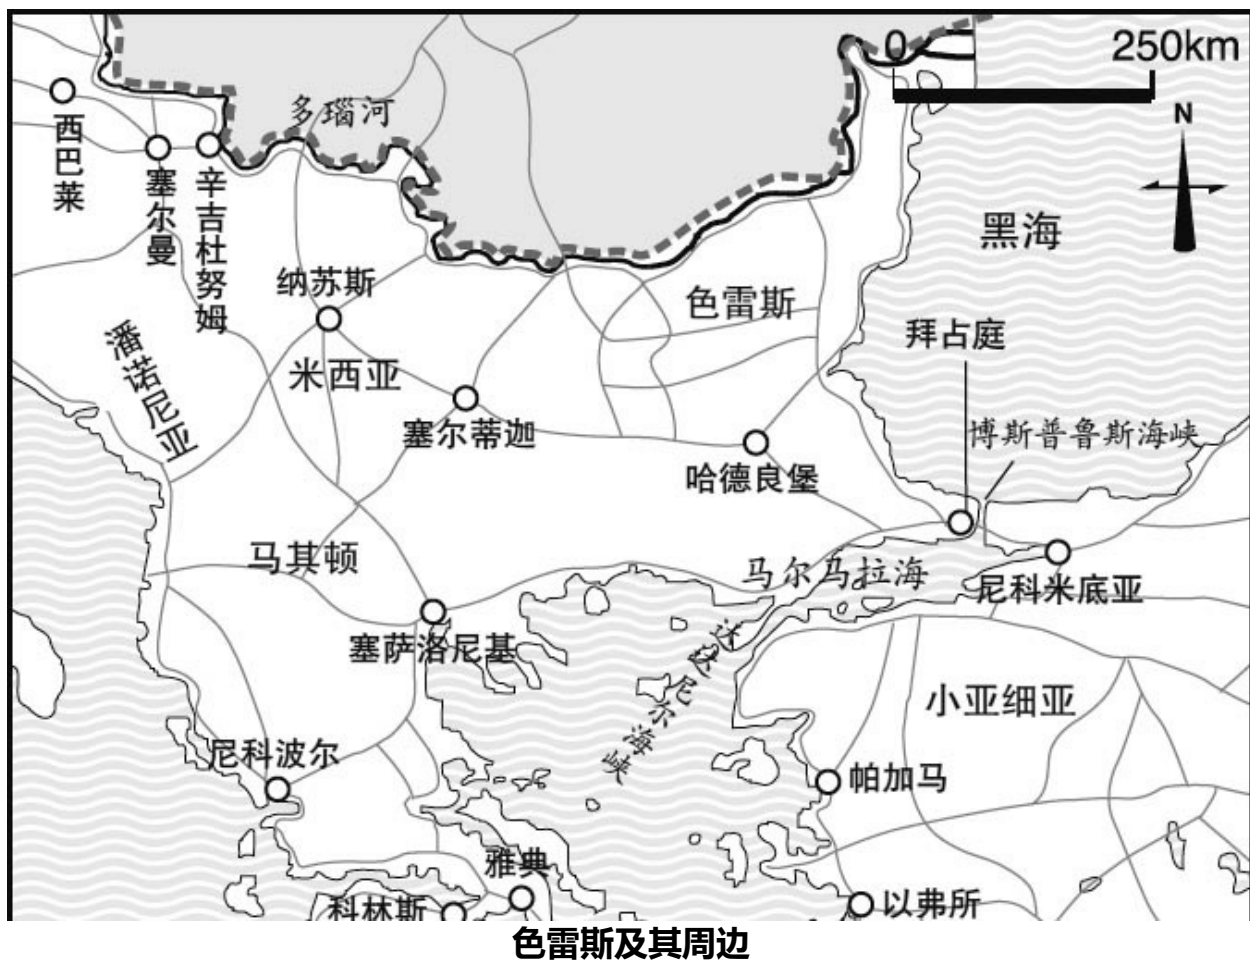 0 250km
N
西巴莱
塞尔曼
辛吉杜努姆
多瑙河
黑海
纳苏斯
色雷斯
拜占庭
潘诺尼亚
米西亚
塞尔蒂迦
博斯普鲁斯海峡
哈德良堡
马其顿
马尔马拉海
尼科米底亚
塞萨洛尼基
达达尼尔海峡
小亚细亚
尼科波尔
帕加马
雅典
科林斯
以弗所
色雷斯及其周边